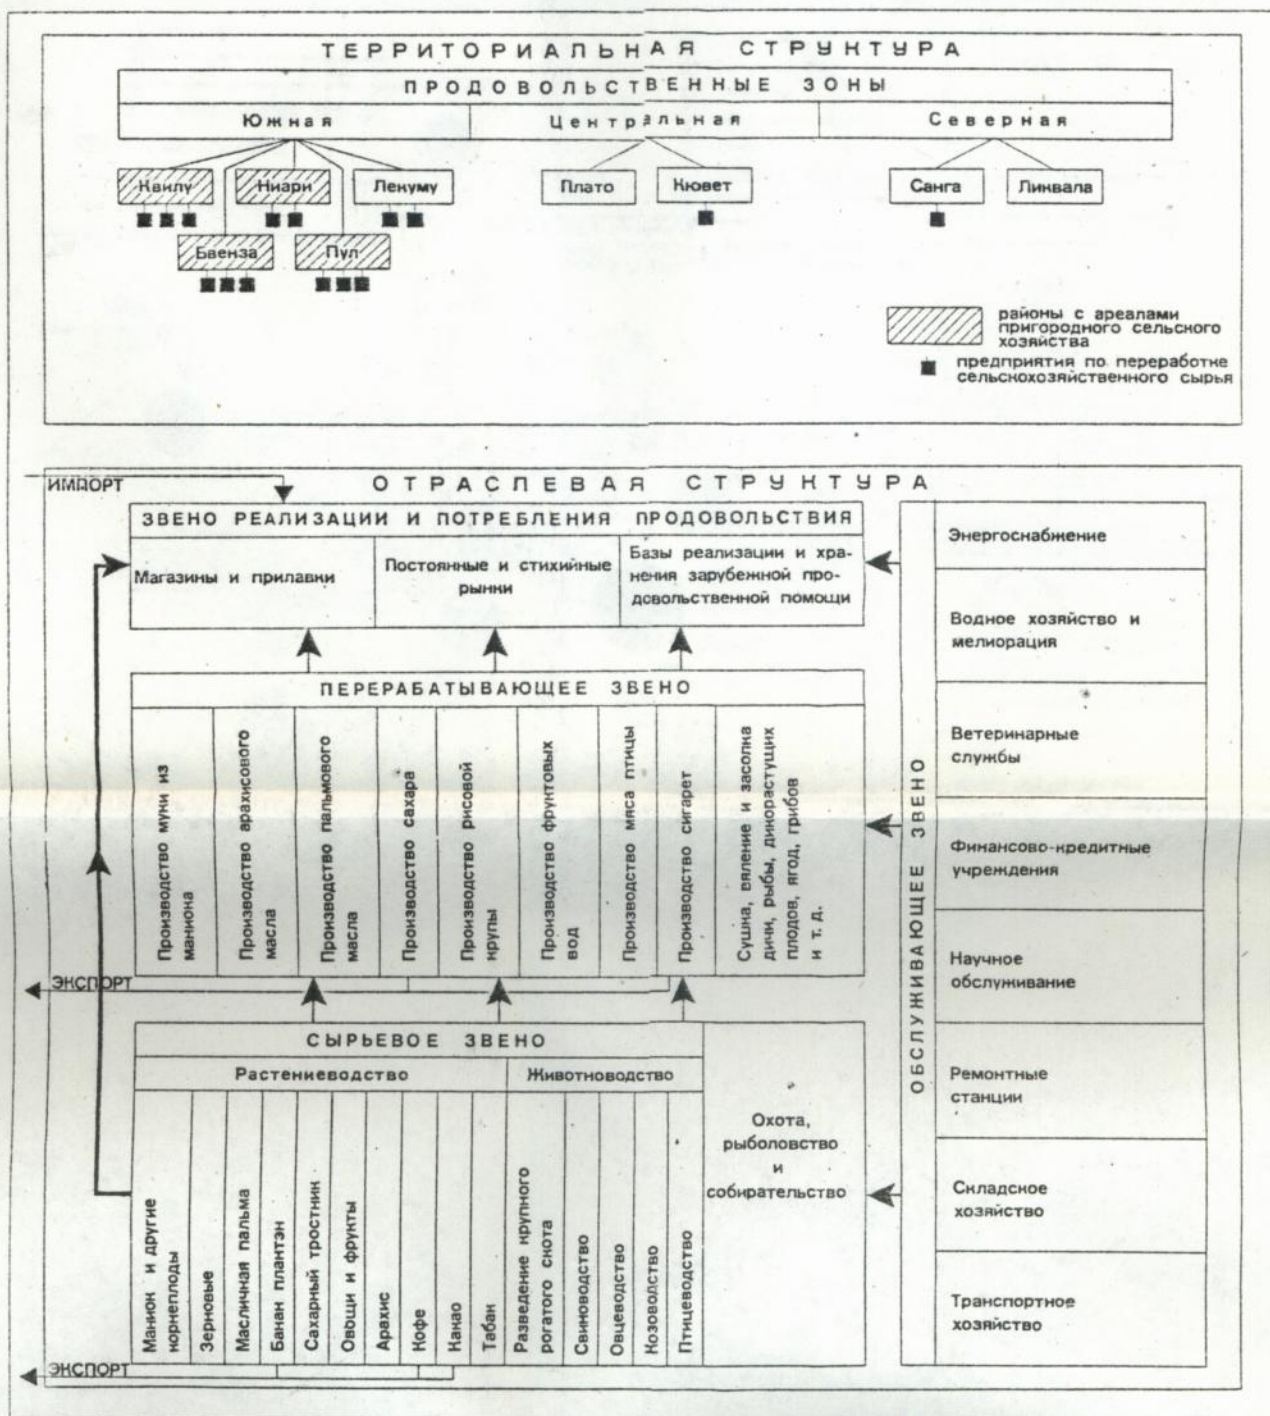 ТЕРРИТОРИАЛЬНАЯ СТРУКТУРА
ПРОДОВОЛЬСТВЕННЫЕ ЗОНЫ
Южная
Центральная
Северная
Квилу
Ниари
Лекуму
Плато
Кювет
Санга
Ликвала
Бвенза
Пул
районы с ареалами
пригородного сельского
хозяйства
предприятия по переработке
сельскохозяйственного сырья
ОТРАСЛЕВАЯ СТРУКТУРА
ИМПОРТ
ЗВЕНО РЕАЛИЗАЦИИ И ПОТРЕБЛЕНИЯ ПРОДОВОЛЬСТВИЯ
Магазины и прилавки
Постоянные и стихийные
рынки
Базы реализации и хра-
нения зарубежной про-
довольственной помощи
ПЕРЕРАБАТЫВАЮЩЕЕ ЗВЕНО
Производство муки из
маниока
Производство арахисового
масла
Производство пальмового
масла
Производство сахара
Производство рисовой
крупы
Производство фруктовых
вод
Производство мяса птицы
Производство сигарет
Сушка, вяление и засолка
дичи, рыбы, дикорастущих
плодов, ягод, грибов
и т.д.
ЭКСПОРТ
СЫРЬЕВОЕ ЗВЕНО
Растениеводство
Животноводство
Маниок и другие
корнеплоды
Зерновые
Масличная пальма
Банан плантэн
Сахарный тростник
Овощи и фрукты
Арахис
Кофе
Какао
Табак
Разведение крупного
рогатого скота
Свиноводство
Овцеводство
Козоводство
Птицеводство
Охота,
рыболовство
и
собирательство
ЭКСПОРТ
ОБСЛУЖИВАЮЩЕЕ ЗВЕНО
Энергоснабжение
Водное хозяйство и
мелиорация
Ветеринарные
службы
Финансово-кредитные
учреждения
Научное
обслуживание
Ремонтные
станции
Складское
хозяйство
Транспортное
хозяйство